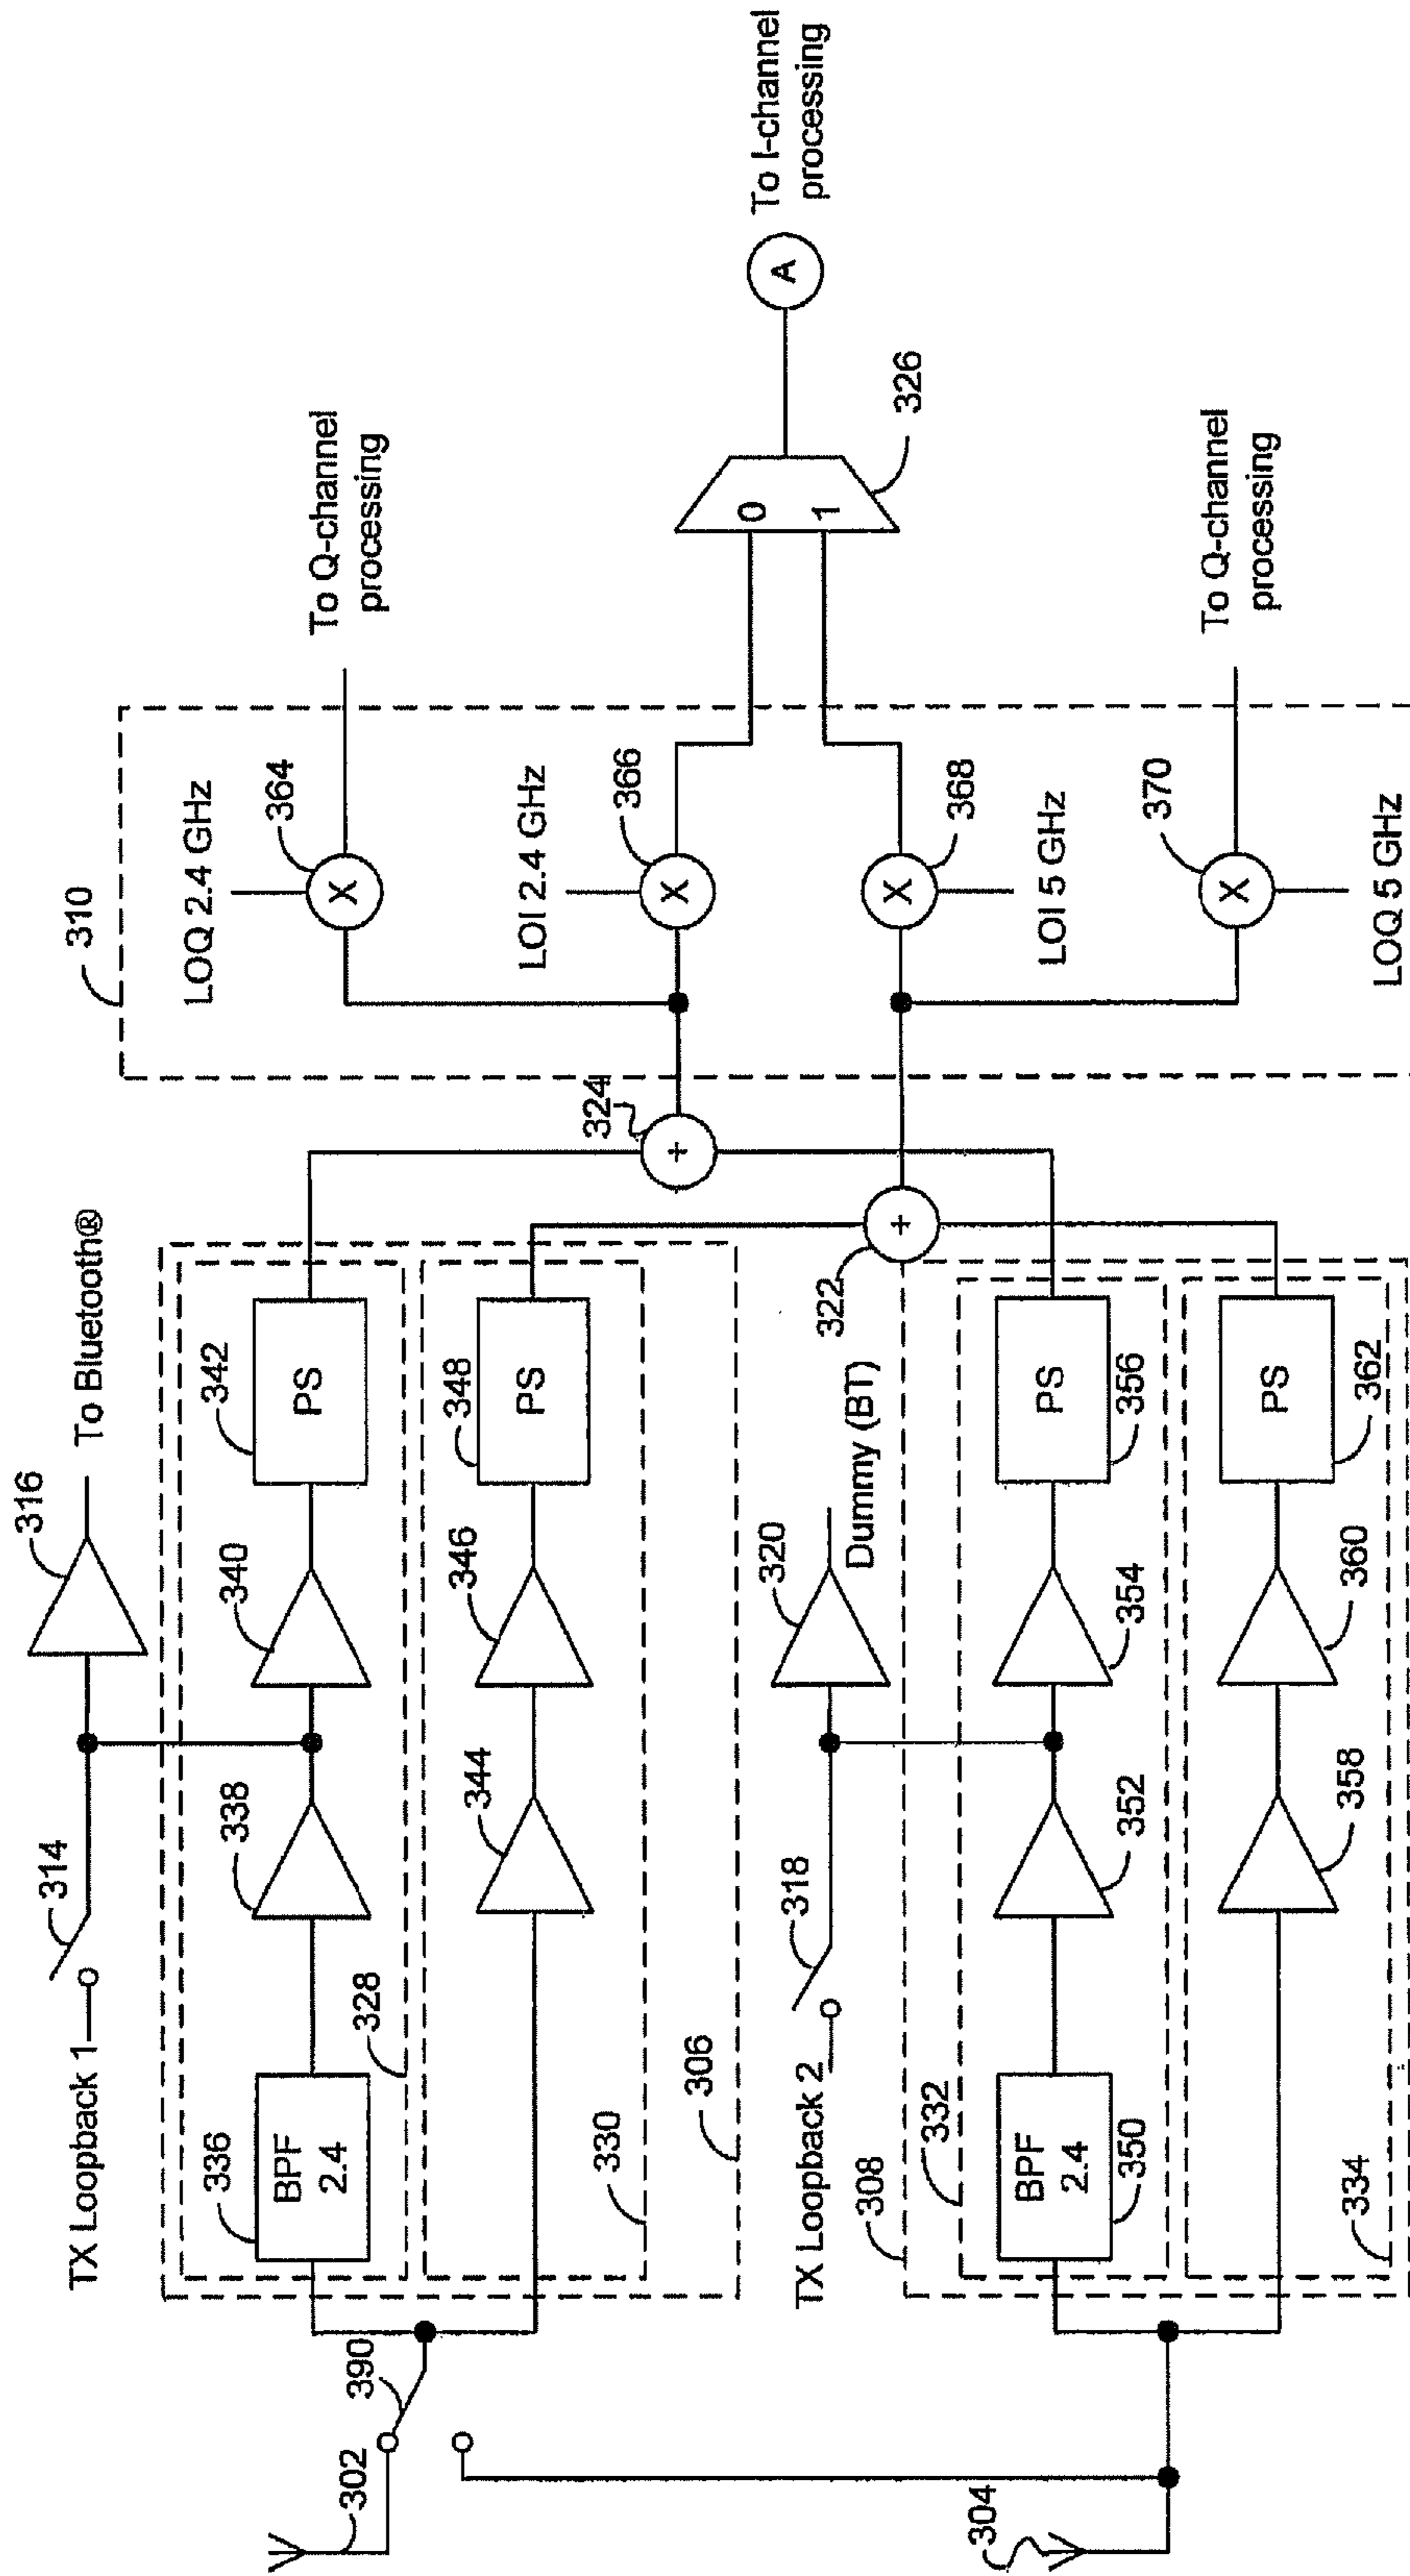 302
390
304
TX Loopback 1
314
316
To Bluetooth®
336
BPF
2.4
328
338
340
342
PS
330
344
346
348
PS
306
TX Loopback 2
318
320
Dummy (BT)
308
332
BPF
2.4
350
352
354
PS
356
334
358
360
PS
362
324
+
322
+
310
LOQ 2.4 GHz
364
X
To Q-channel
processing
LOI 2.4 GHz
366
X
368
X
LOI 5 GHz
370
X
LOQ 5 GHz
To Q-channel
processing
0
1
326
A
To I-channel
processing